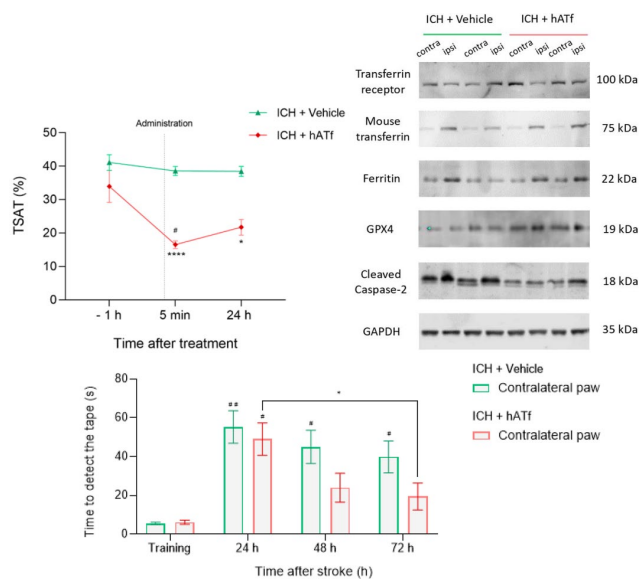 ICH + Vehicle
ICH + hATf
contra ipsi contra ipsi contra ipsi contra ipsi
Transferrin
receptor
100 kDa
Mouse
transferrin
75 kDa
Ferritin
22 kDa
GPX4
19 kDa
Cleaved
Caspase-2
18 kDa
GAPDH
35 kDa
ICH + Vehicle
ICH + hATf
Administration
TSAT (%)
50
40
30
20
10
0
#
****
*
- 1 h
5 min
24 h
Time after treatment
Time to detect the tape (s)
80
60
40
20
0
##
#
#
#
*
Training
24 h
48 h
72 h
Time after stroke (h)
ICH + Vehicle
Contralateral paw
ICH + hATf
Contralateral paw